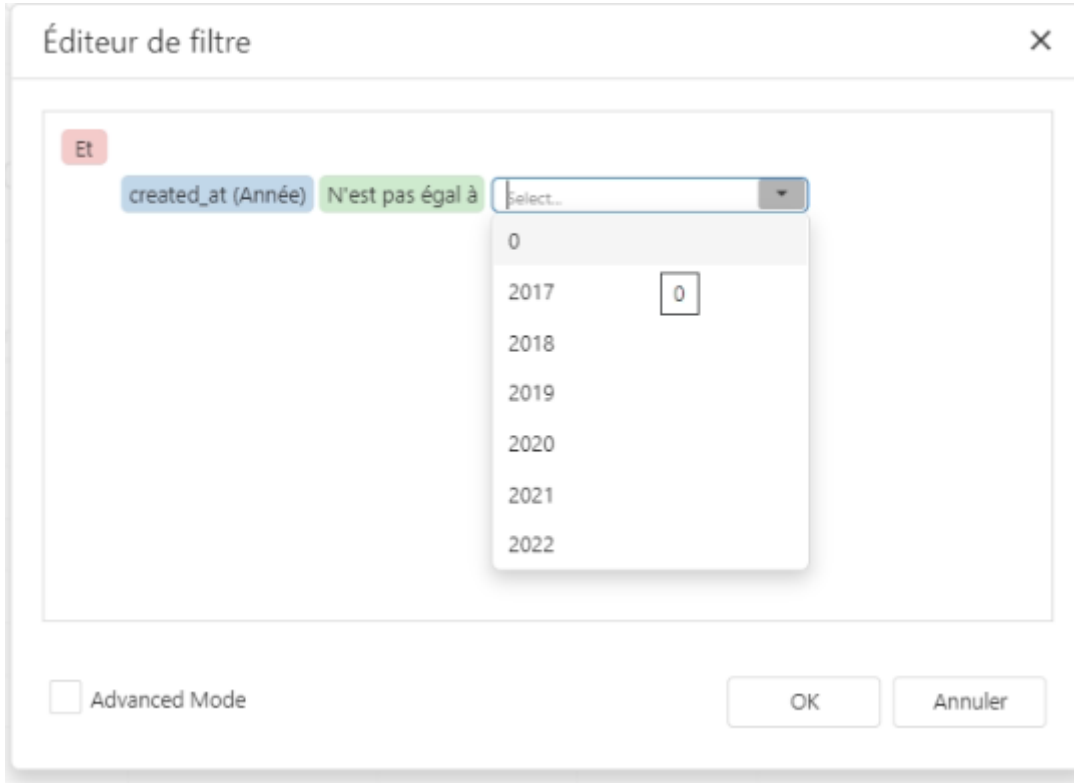 Éditeur de filtre
Et
created_at (Année) N'est pas égal à Select...
0
2017 0
2018
2019
2020
2021
2022
Advanced Mode OK Annuler